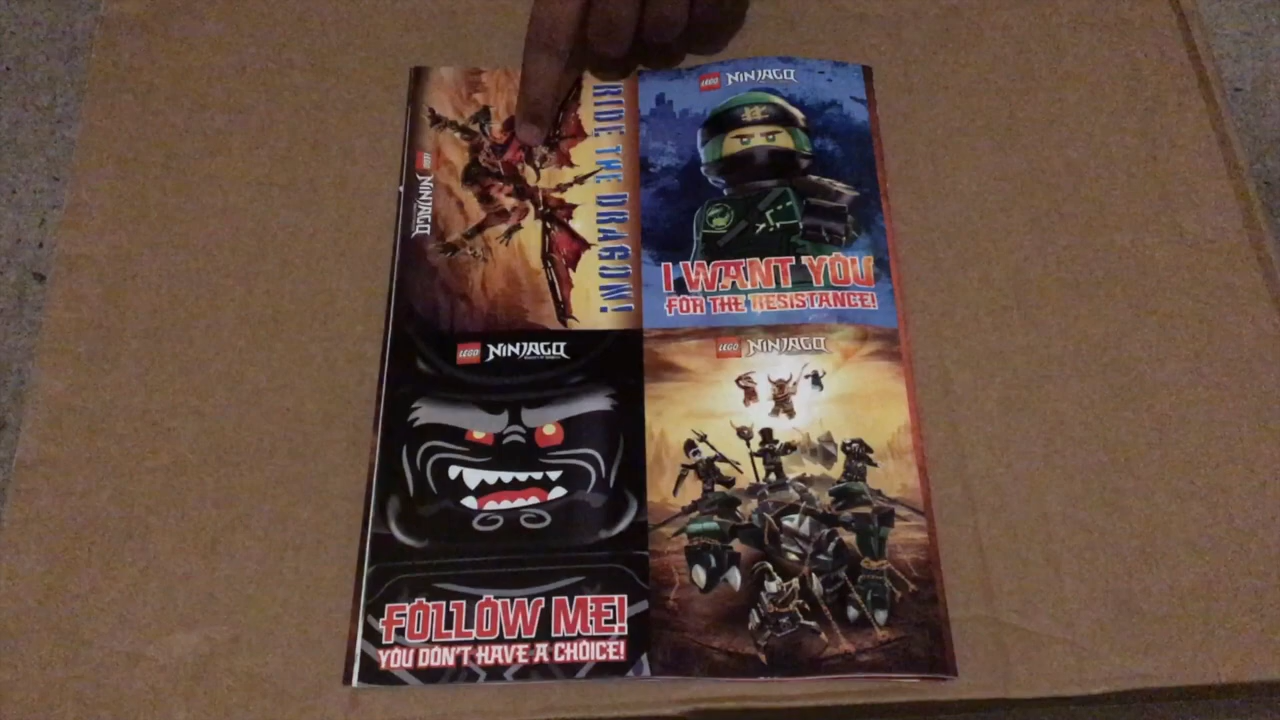 RIDE THE DRAGON!
LEGO NINJAGO
LEGO NINJAGO
I WANT YOU
FOR THE RESISTANCE!
LEGO NINJAGO
FOLLOW ME!
YOU DON'T HAVE A CHOICE!
LEGO NINJAGO